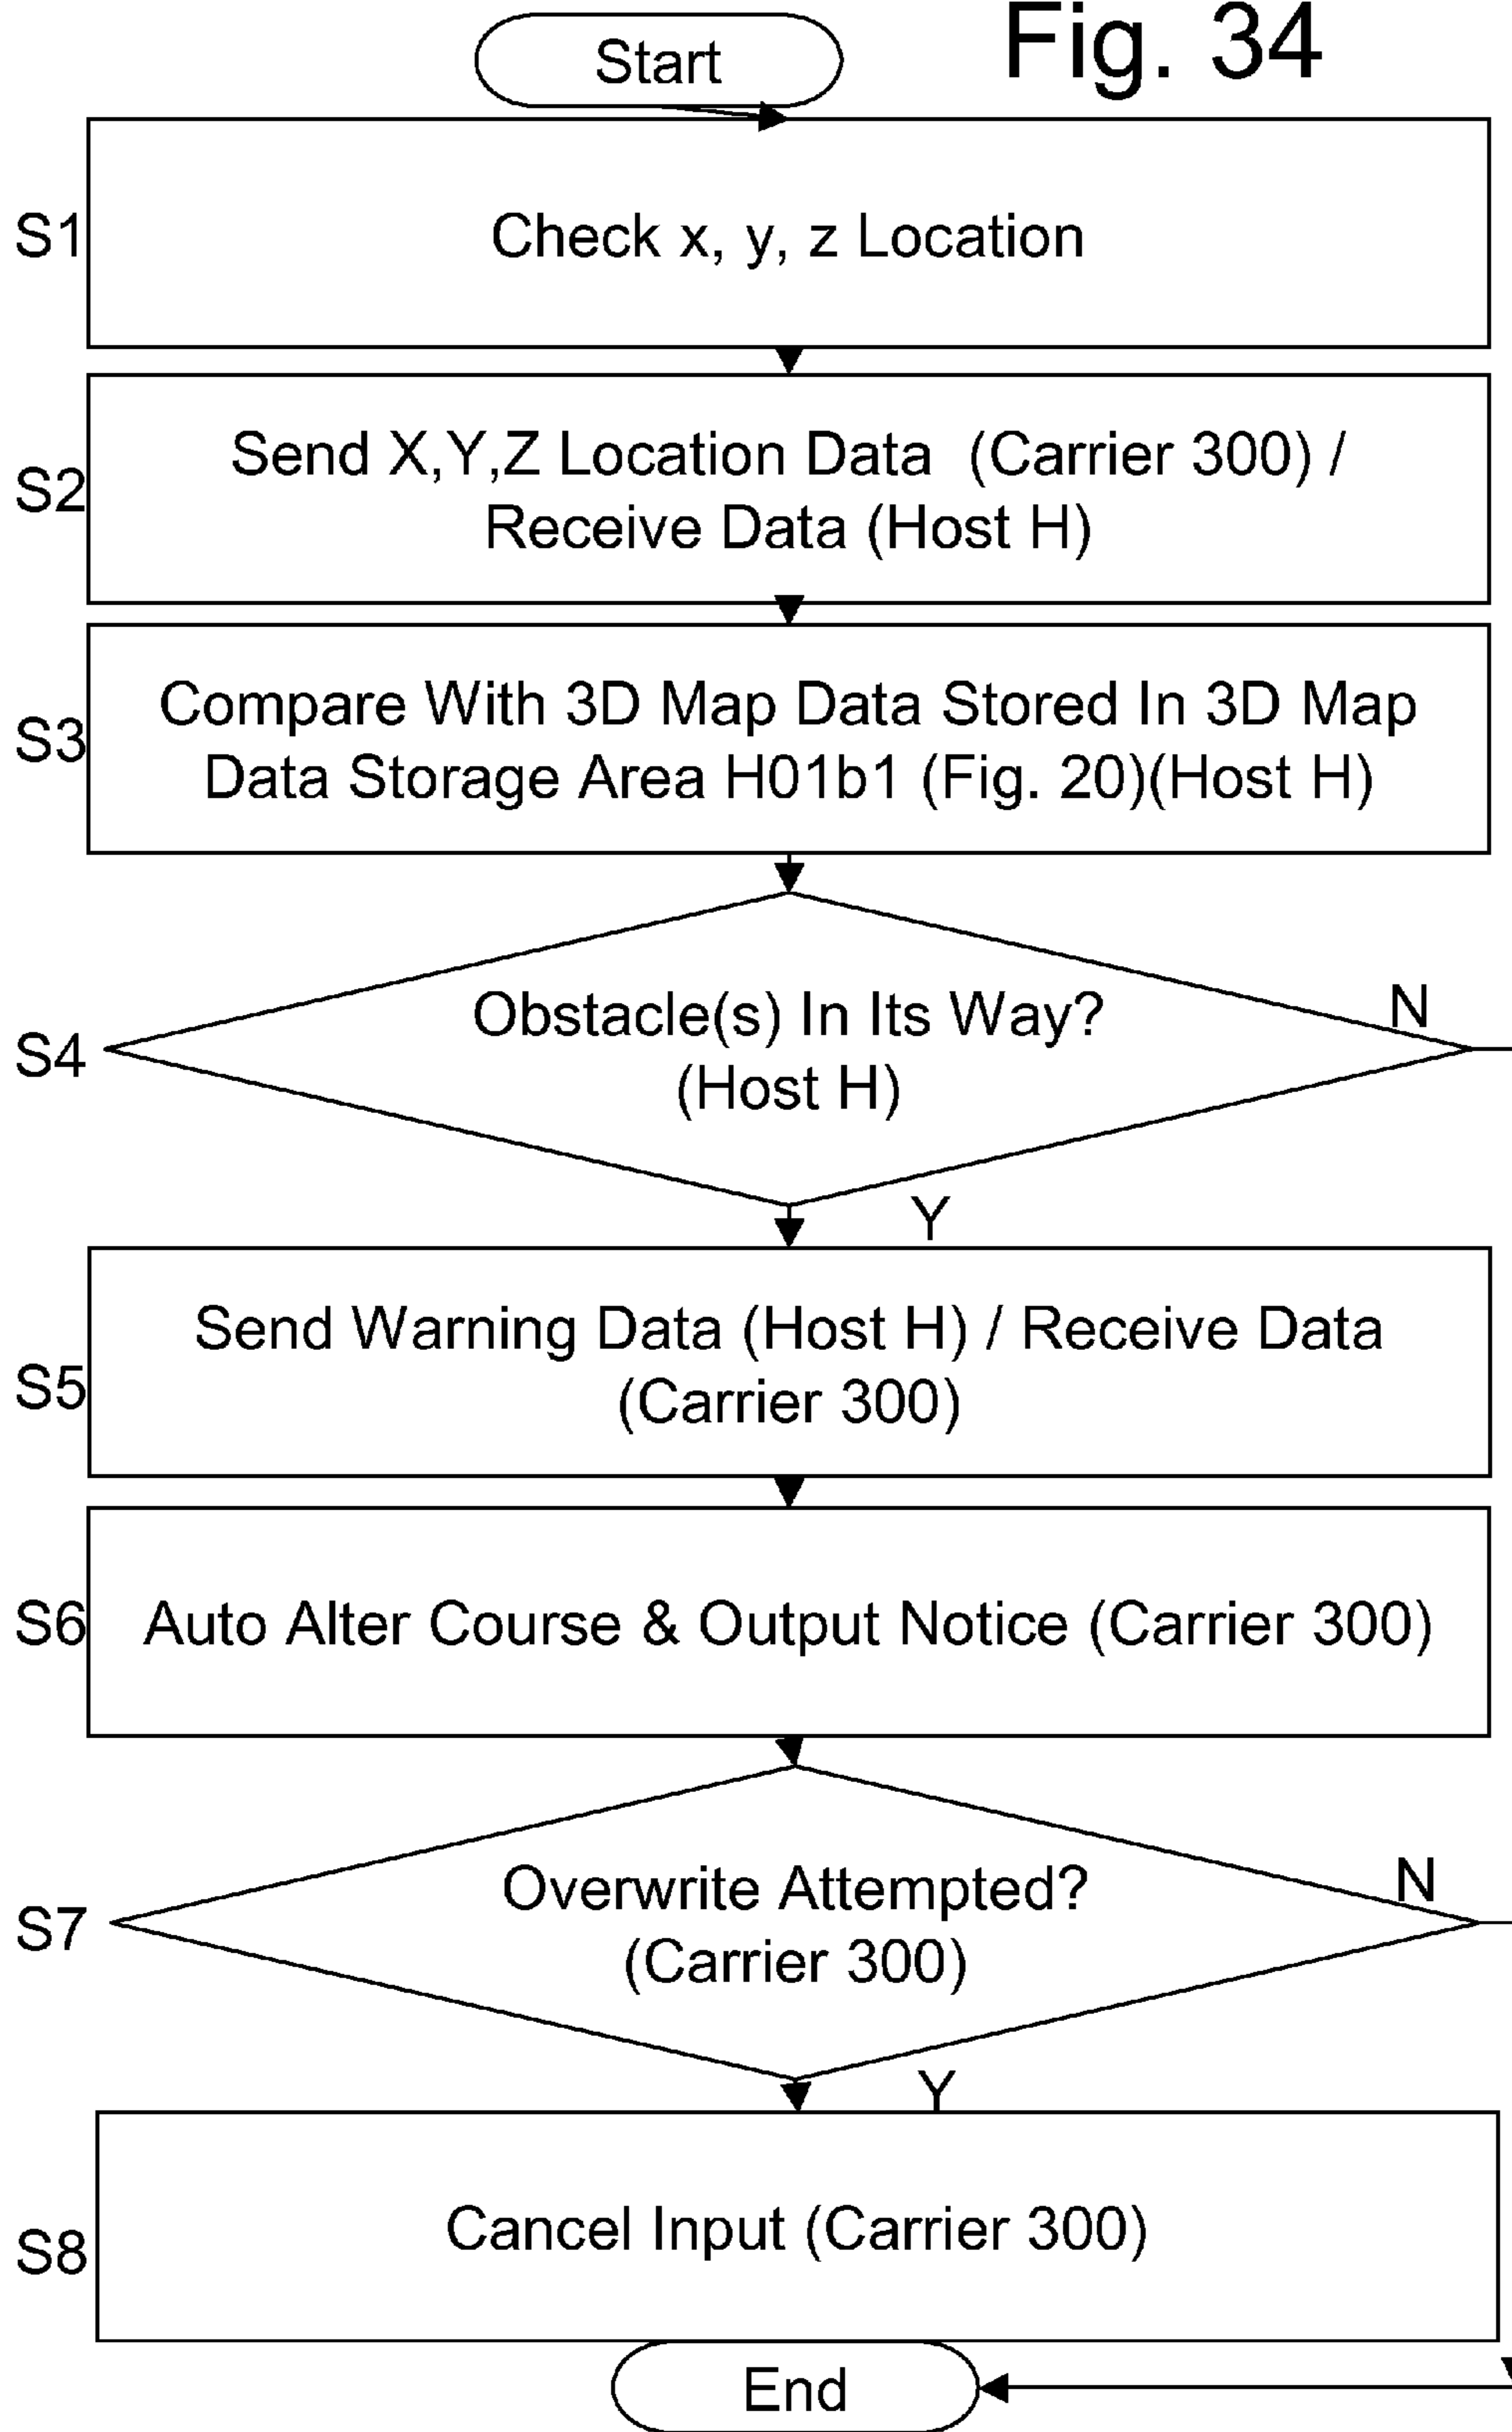 Fig. 34
Start
S1
Check x, y, z Location
S2
Send X,Y,Z Location Data (Carrier 300) /
Receive Data (Host H)
S3
Compare With 3D Map Data Stored In 3D Map
Data Storage Area H01b1 (Fig. 20)(Host H)
S4
Obstacle(s) In Its Way?
(Host H)
N
Y
S5
Send Warning Data (Host H) / Receive Data
(Carrier 300)
S6
Auto Alter Course & Output Notice (Carrier 300)
S7
Overwrite Attempted?
(Carrier 300)
N
Y
S8
Cancel Input (Carrier 300)
End